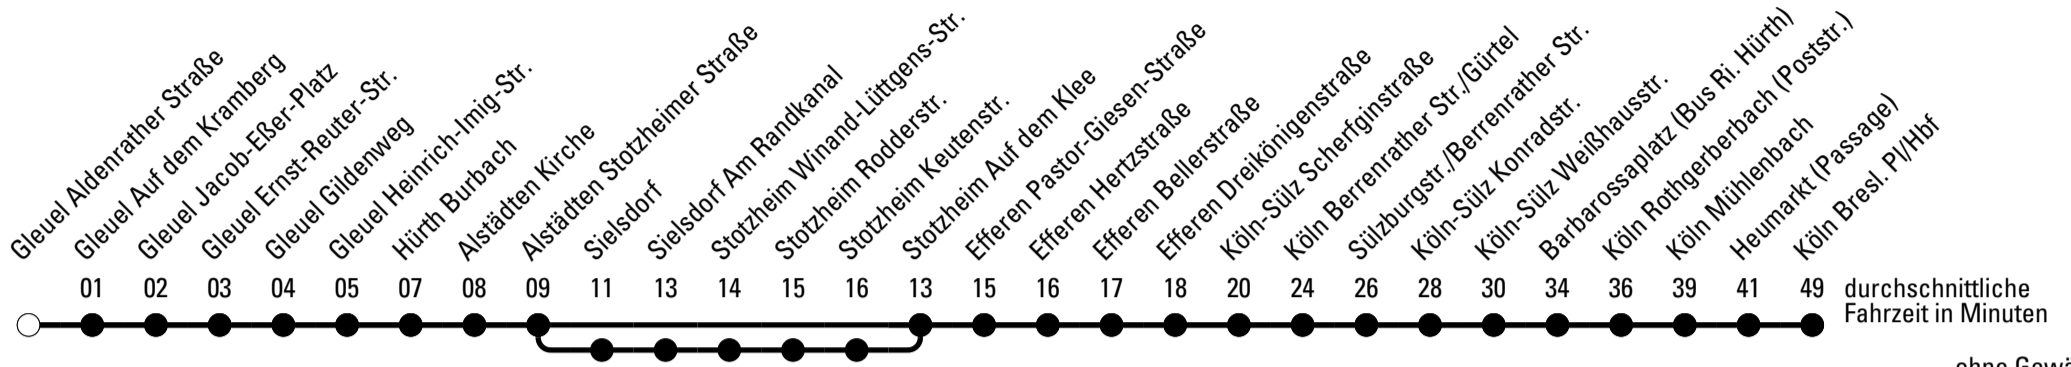 Gleuel Aldenrather Straße
Gleuel Auf dem Kramberg
Gleuel Jacob-Eßer-Platz
Gleuel Ernst-Reuter-Str.
Gleuel Gildenweg
Gleuel Heinrich-Imig-Str.
Hürth Burbach
Alstädten Kirche
Alstädten Stotzheimer Straße
Sielsdorf
Sielsdorf Am Randkanal
Stotzheim Winand-Lüttgens-Str.
Stotzheim Rodderstr.
Stotzheim Keutenstr.
Stotzheim Auf dem Klee
Efferen Pastor-Giesen-Straße
Efferen Hertzstraße
Efferen Bellerstraße
Efferen Dreikönigenstraße
Köln-Sülz Scherfginstraße
Köln Berrenrather Str./Gürtel
Sülzburgstr./Berrenrather Str.
Köln-Sülz Konradstr.
Köln-Sülz Weißhausstr.
Barbarossaplatz (Bus Ri. Hürth)
Köln Rothgerberbach (Poststr.)
Köln Mühlenbach
Heumarkt (Passage)
Köln Bresl. Pl/Hbf
01 02 03 04 05 07 08 09 11 13 14 15 16 13 15 16 17 18 20 24 26 28 30 34 36 39 41 49
durchschnittliche
Fahrzeit in Minuten